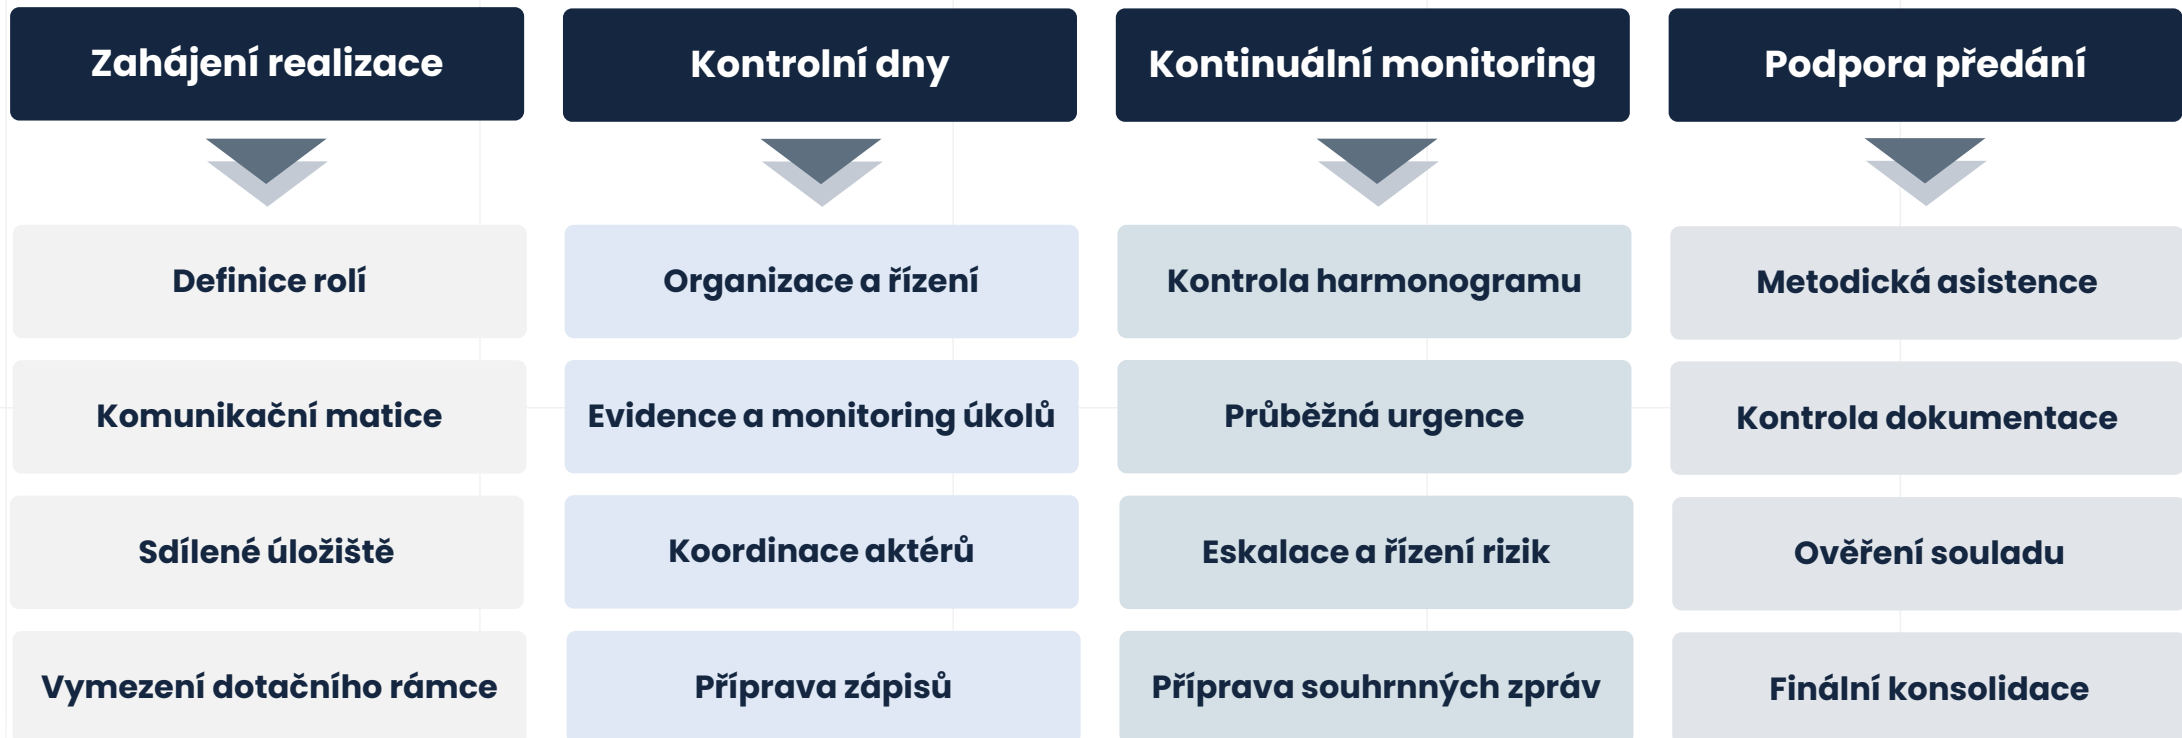 Zahájení realizace
Kontrolní dny
Kontinuální monitoring
Podpora předání
Definice rolí
Organizace a řízení
Kontrola harmonogramu
Metodická asistence
Komunikační matice
Evidence a monitoring úkolů
Průběžná urgence
Kontrola dokumentace
Sdílené úložiště
Koordinace aktérů
Eskalace a řízení rizik
Ověření souladu
Vymezení dotačního rámce
Příprava zápisů
Příprava souhrnných zpráv
Finální konsolidace